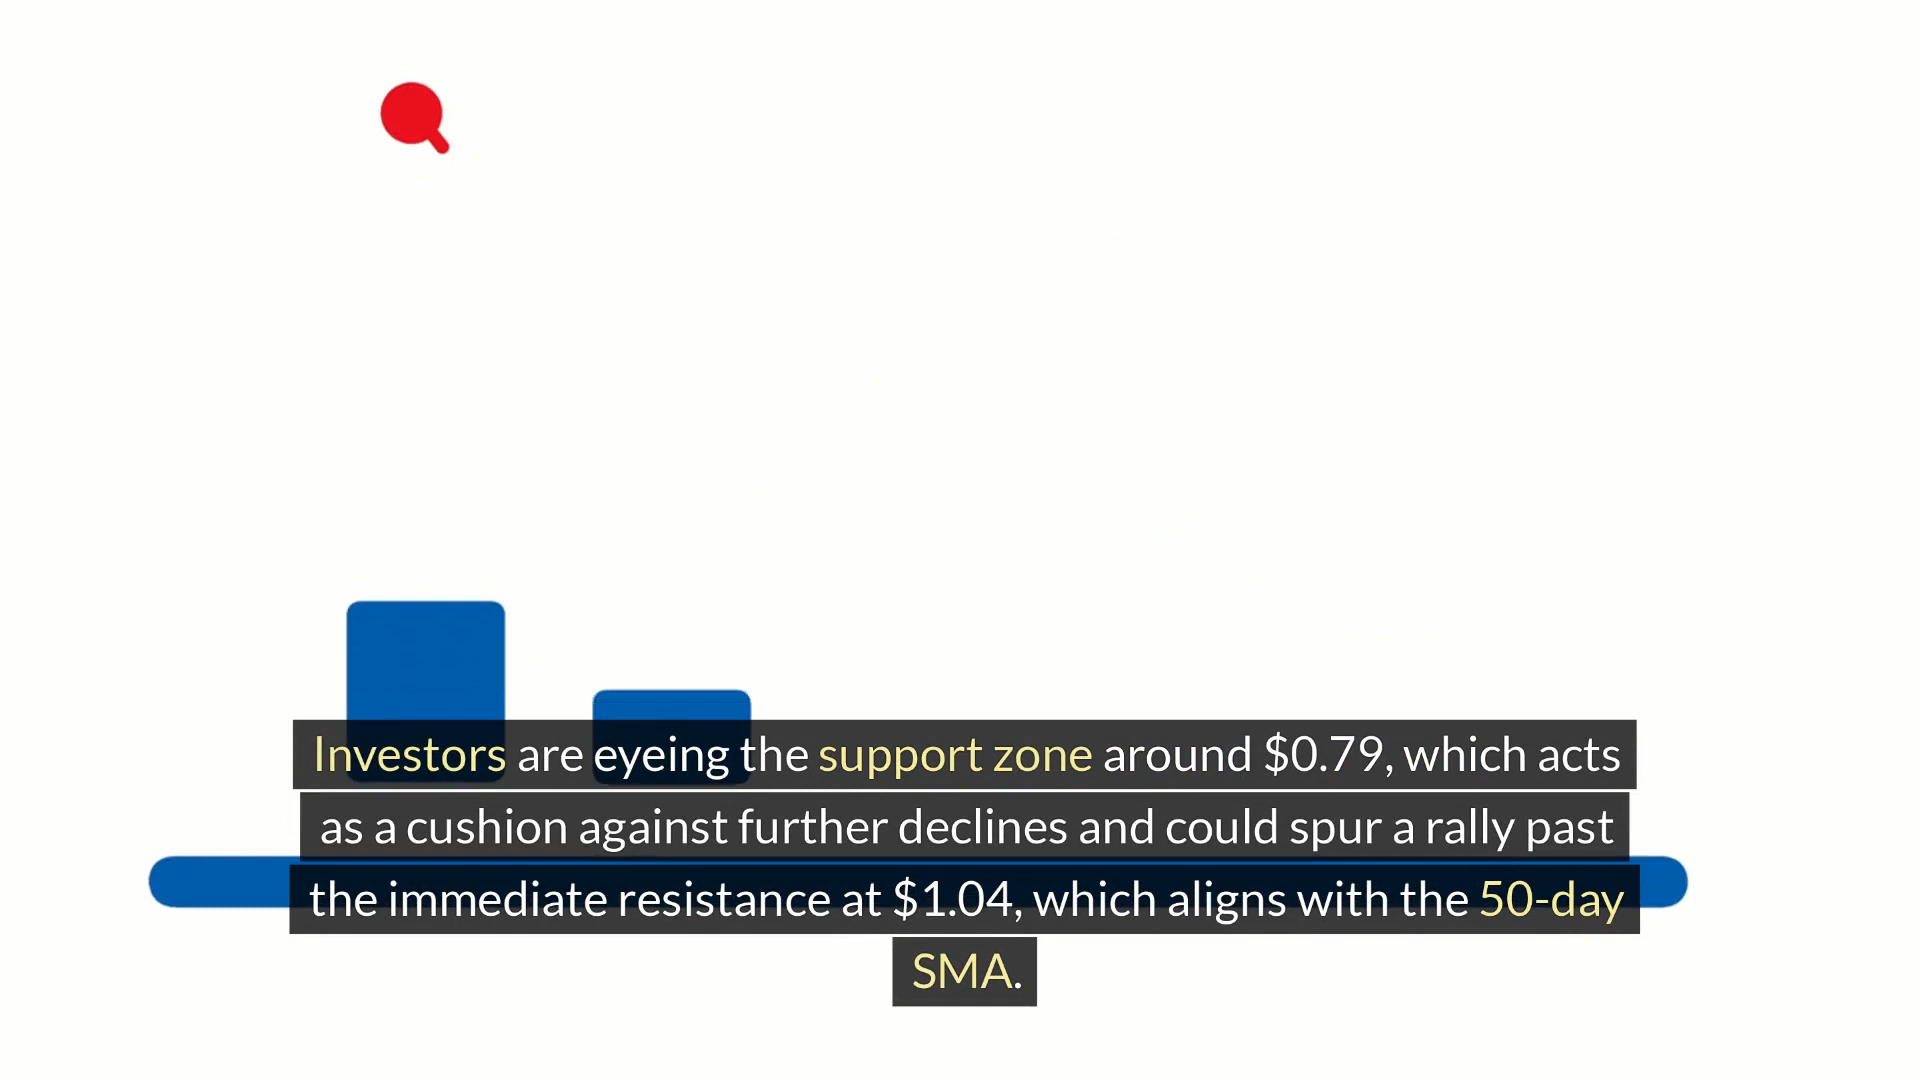 Investors are eyeing the support zone around $0.79, which acts
as a cushion against further declines and could spur a rally past
the immediate resistance at $1.04, which aligns with the 50-day
SMA.